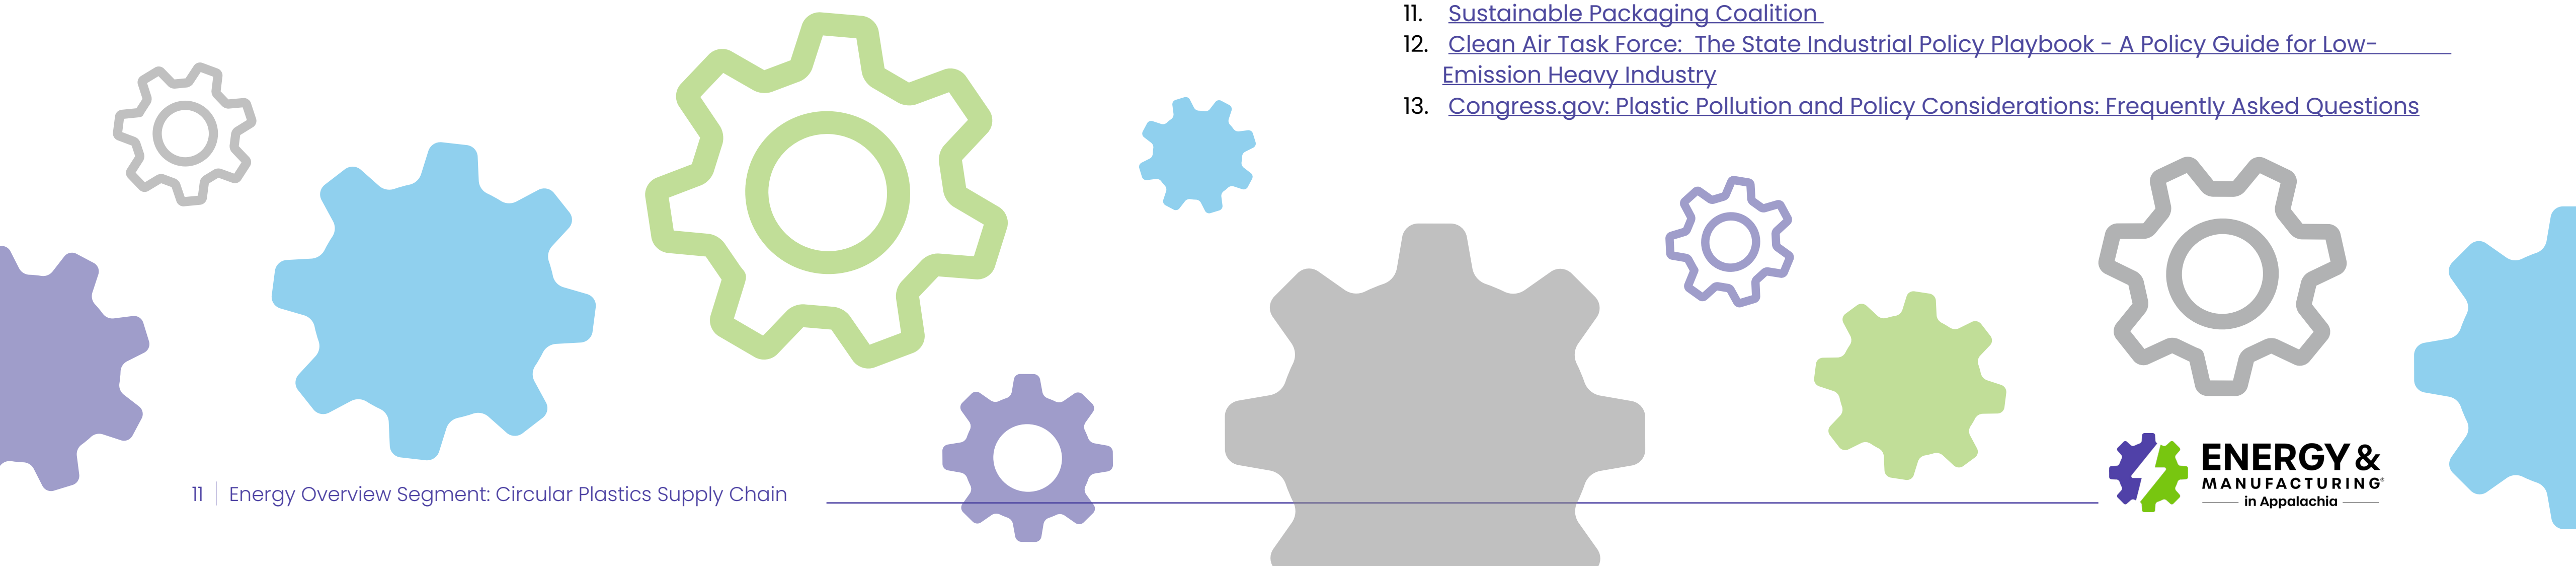 11. Sustainable Packaging Coalition
12. Clean Air Task Force: The State Industrial Policy Playbook - A Policy Guide for Low-
Emission Heavy Industry
13. Congress.gov: Plastic Pollution and Policy Considerations: Frequently Asked Questions
11 | Energy Overview Segment: Circular Plastics Supply Chain
ENERGY &
MANUFACTURING®
in Appalachia